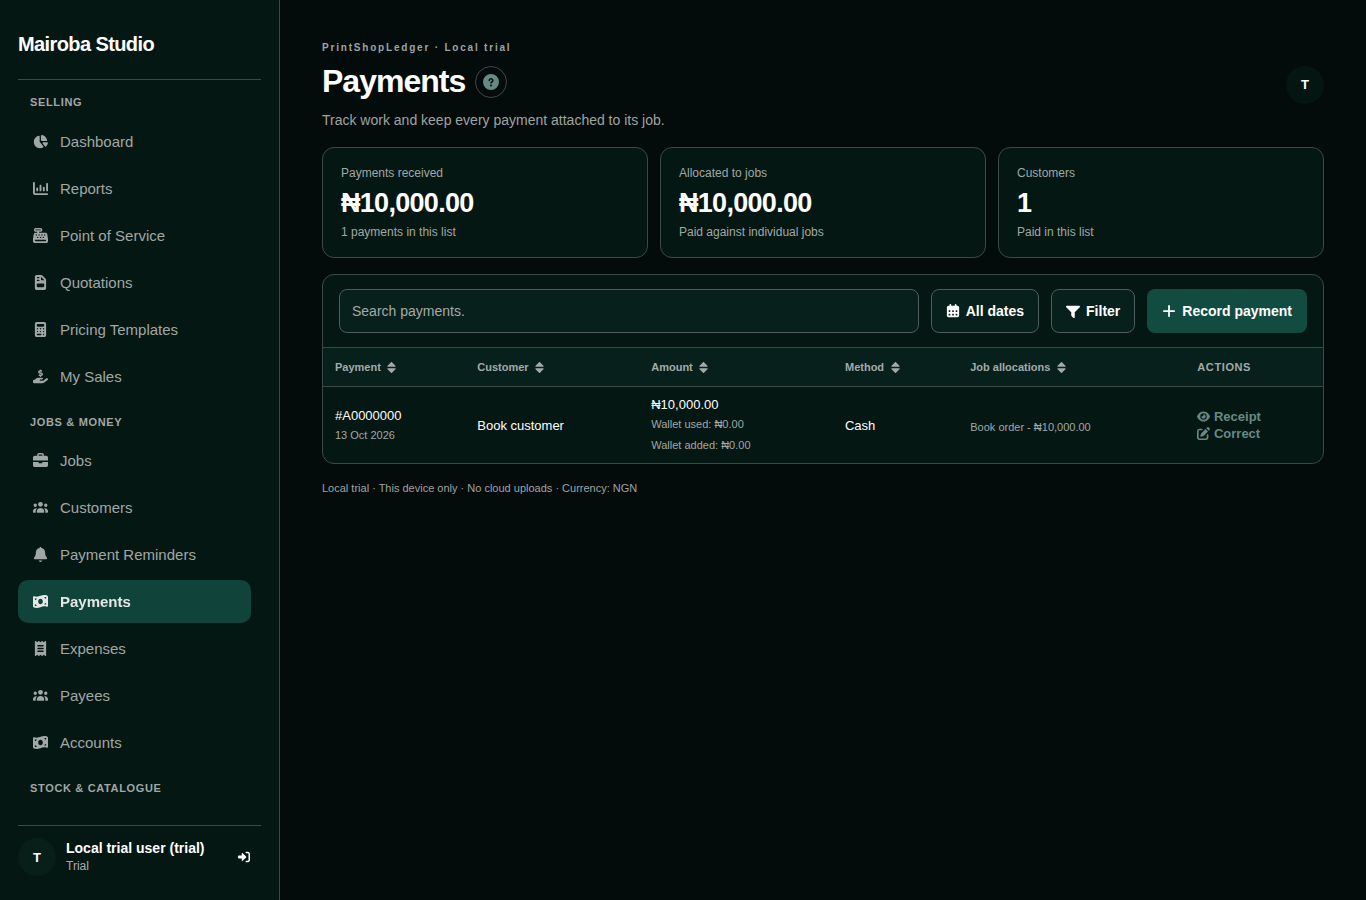 Mairoba Studio
SELLING
Dashboard
Reports
Point of Service
Quotations
Pricing Templates
My Sales
JOBS & MONEY
Jobs
Customers
Payment Reminders
Payments
Expenses
Payees
Accounts
STOCK & CATALOGUE
T
Local trial user (trial)
Trial
PrintShopLedger · Local trial
Payments
?
T
Track work and keep every payment attached to its job.
Payments received
₦10,000.00
1 payments in this list
Allocated to jobs
₦10,000.00
Paid against individual jobs
Customers
1
Paid in this list
Search payments.
All dates
Filter
Record payment
Payment Customer Amount Method Job allocations ACTIONS
#A0000000
13 Oct 2026
Book customer
₦10,000.00
Wallet used: ₦0.00
Wallet added: ₦0.00
Cash
Book order - ₦10,000.00
Receipt
Correct
Local trial · This device only · No cloud uploads · Currency: NGN